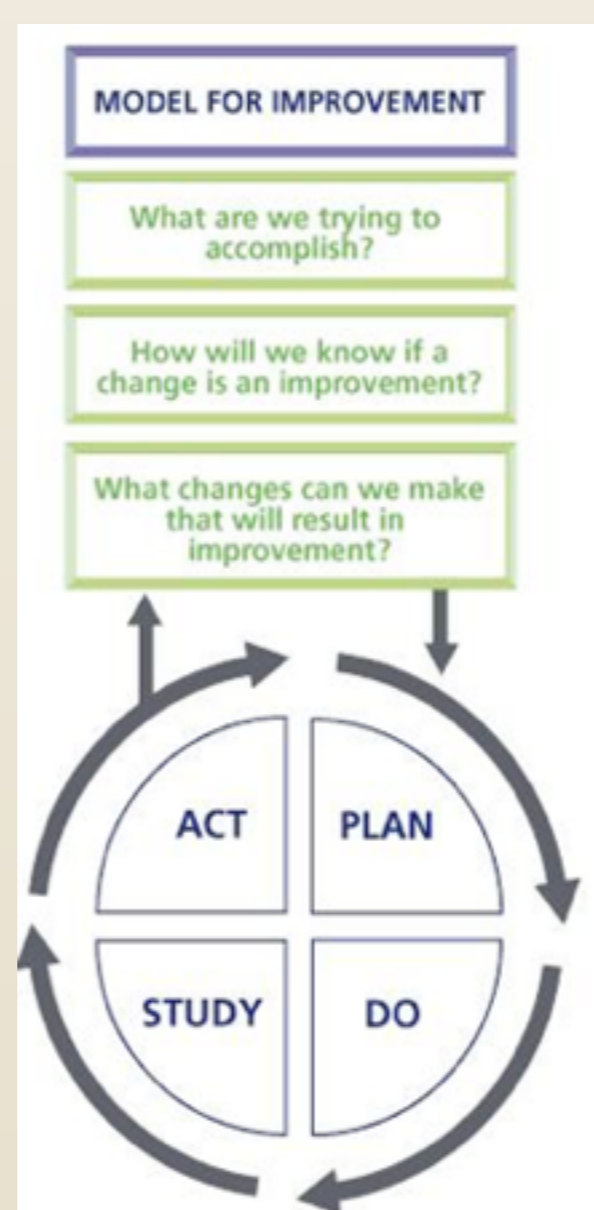 MODEL FOR IMPROVEMENT
What are we trying to
accomplish?
How will we know if a
change is an improvement?
What changes can we make
that will result in
improvement?
ACT
PLAN
STUDY
DO